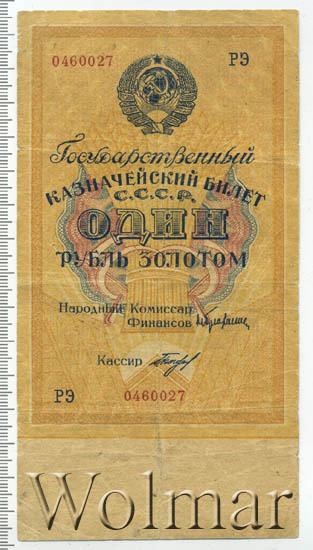 0460027 РЭ
Государственный
КАЗНАЧЕЙСКИЙ БИЛЕТ
С.С.С.Р.
ОДИН
РУБЛЬ ЗОЛОТОМ
Народный Комиссар
Финансов
Кассир
РЭ 0460027
Wolmar